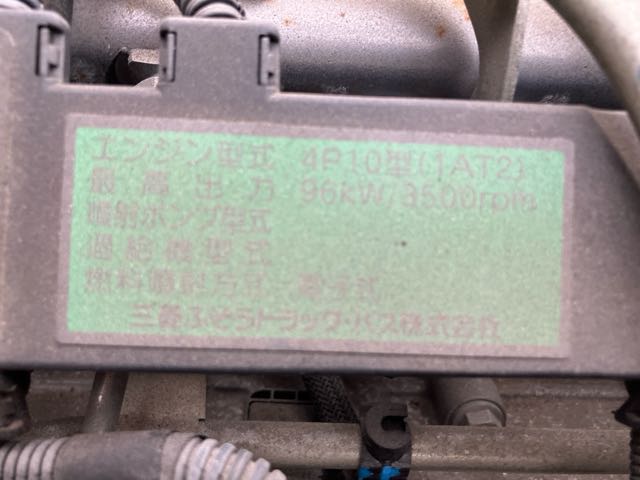 エンジン型式 4P10型(1AT2)
最高出力 96kW/3500rpm
噴射ポンプ型式
過給機型式
燃料噴射方式 電子式
三菱ふそうトラック・バス株式会社